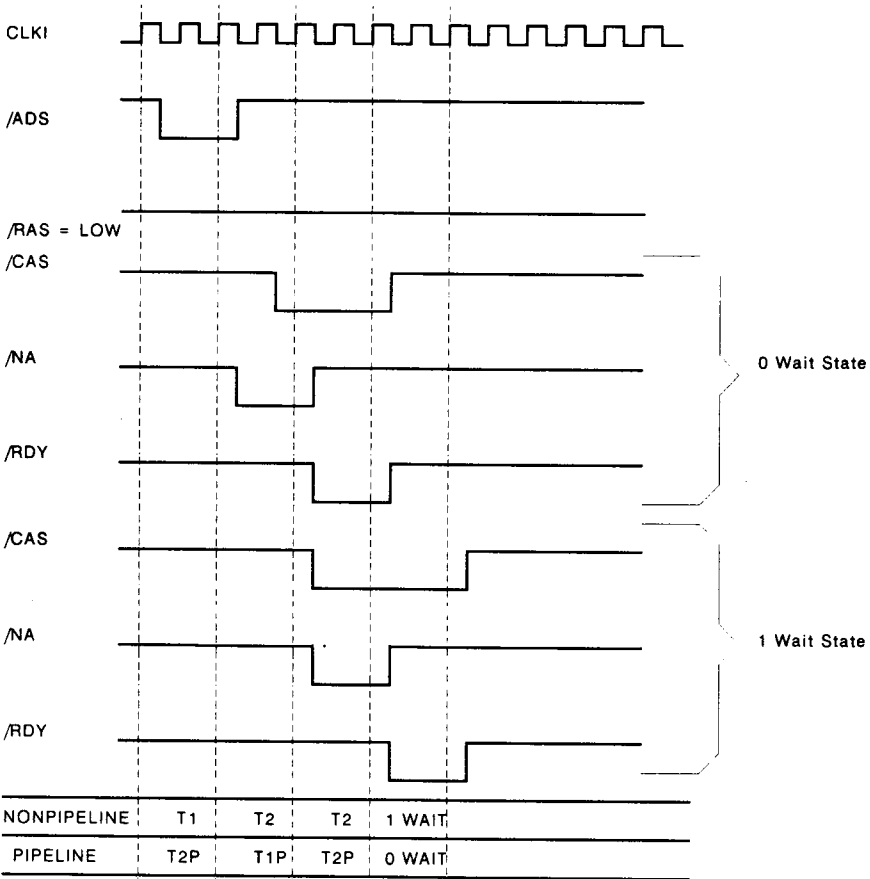 CLKI
/ADS
/RAS = LOW
/CAS
/NA
0 Wait State
/RDY
/CAS
/NA
1 Wait State
/RDY
NONPIPELINE T1 T2 T2 1 WAIT
PIPELINE T2P T1P T2P 0 WAIT